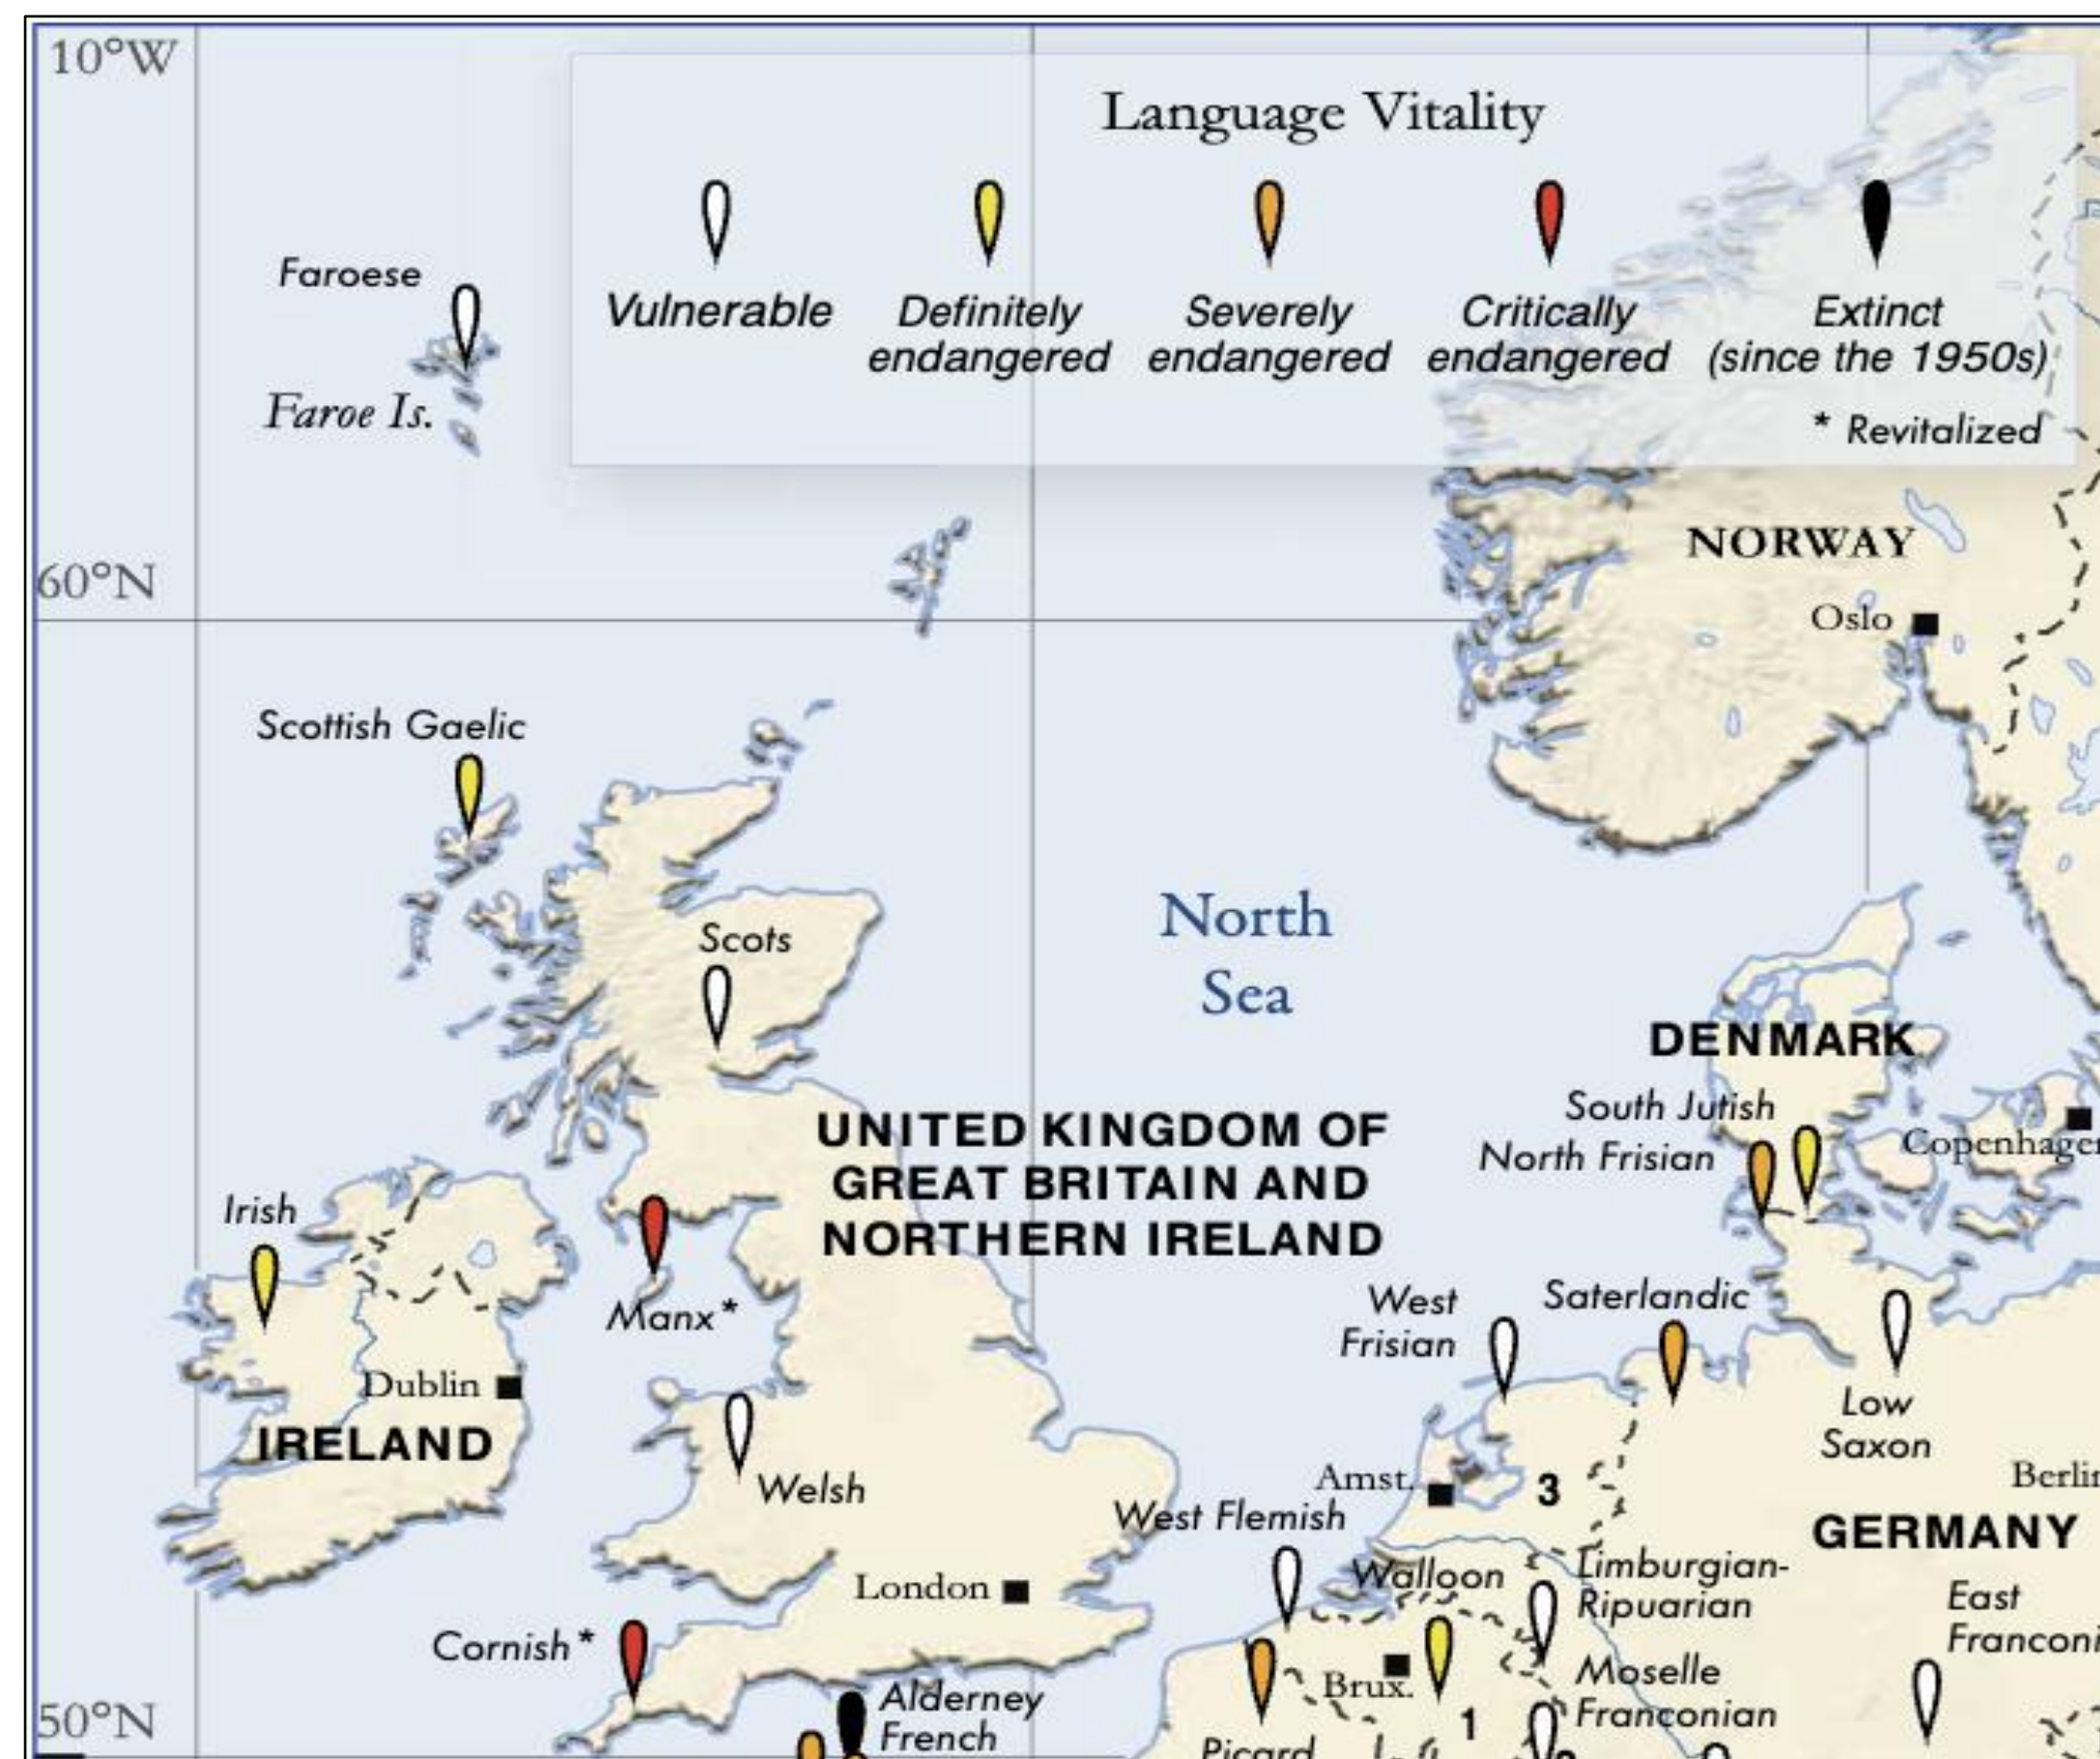 10°W
Language Vitality
Vulnerable
Definitely
endangered
Severely
endangered
Critically
endangered
Extinct
(since the 1950s)
* Revitalized
Faroese
Faroe Is.
NORWAY
60°N
Oslo
Scottish Gaelic
North
Sea
Scots
DENMARK
South Jutish
North Frisian
Copenhagen
UNITED KINGDOM OF
GREAT BRITAIN AND
NORTHERN IRELAND
Irish
Manx*
West
Frisian
Saterlandic
Dublin
IRELAND
Low
Saxon
Welsh
Amst.
3
Berlin
West Flemish
GERMANY
London
Walloon
Limburgian-
Ripuarian
East
Franconi
Cornish*
Brux.
Moselle
Franconian
Alderney
French
1
50°N
Picard